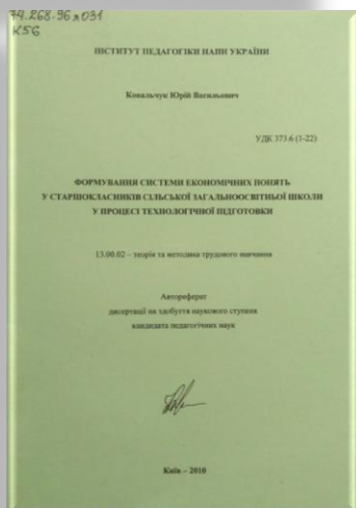 74.268.96я031
К56
ІНСТИТУТ ПЕДАГОГІКИ НАПН УКРАЇНИ
Ковальчук Юрій Васильович
УДК 373.6 (1-22)
ФОРМУВАННЯ СИСТЕМИ ЕКОНОМІЧНИХ ПОНЯТЬ
У СТАРШОКЛАСНИКІВ СІЛЬСЬКОЇ ЗАГАЛЬНООСВІТНЬОЇ ШКОЛИ
У ПРОЦЕСІ ТЕХНОЛОГІЧНОЇ ПІДГОТОВКИ
13.00.02 – теорія та методика трудового навчання
Автореферат
дисертації на здобуття наукового ступеня
кандидата педагогічних наук
Київ – 2010